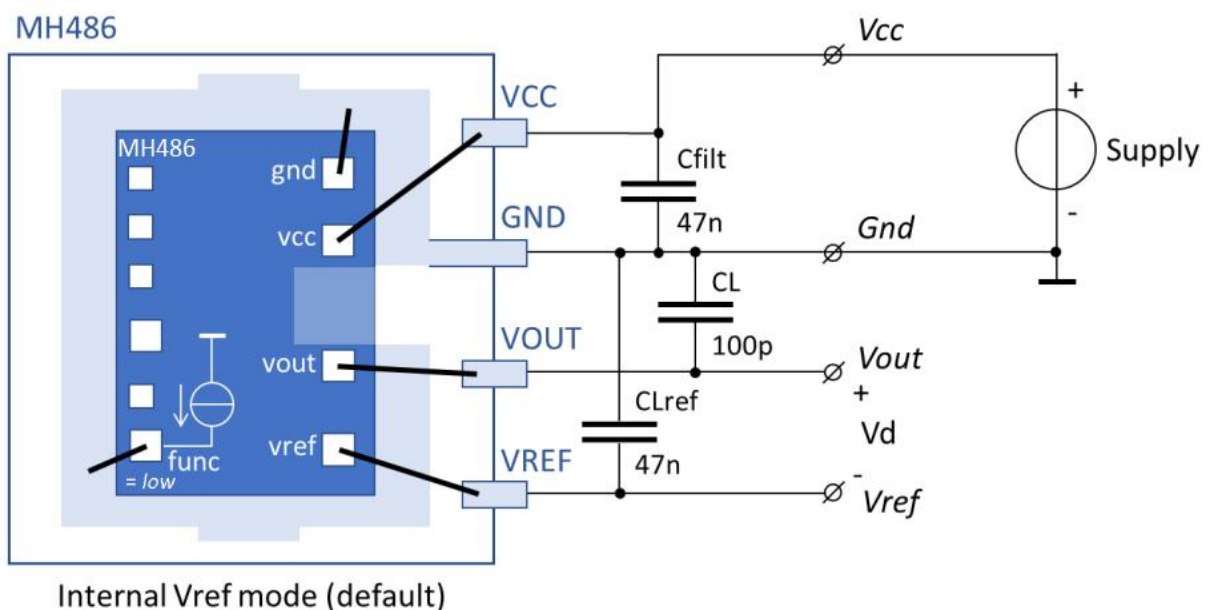 MH486
Vcc
VCC
+
MH486
gnd
Cfilt
Supply
47n
-
GND
Gnd
vcc
CL
VOUT
100p
vout
Vout
+
CLref
Vd
vref
VREF
47n
-
func
Vref
= low
Internal Vref mode (default)